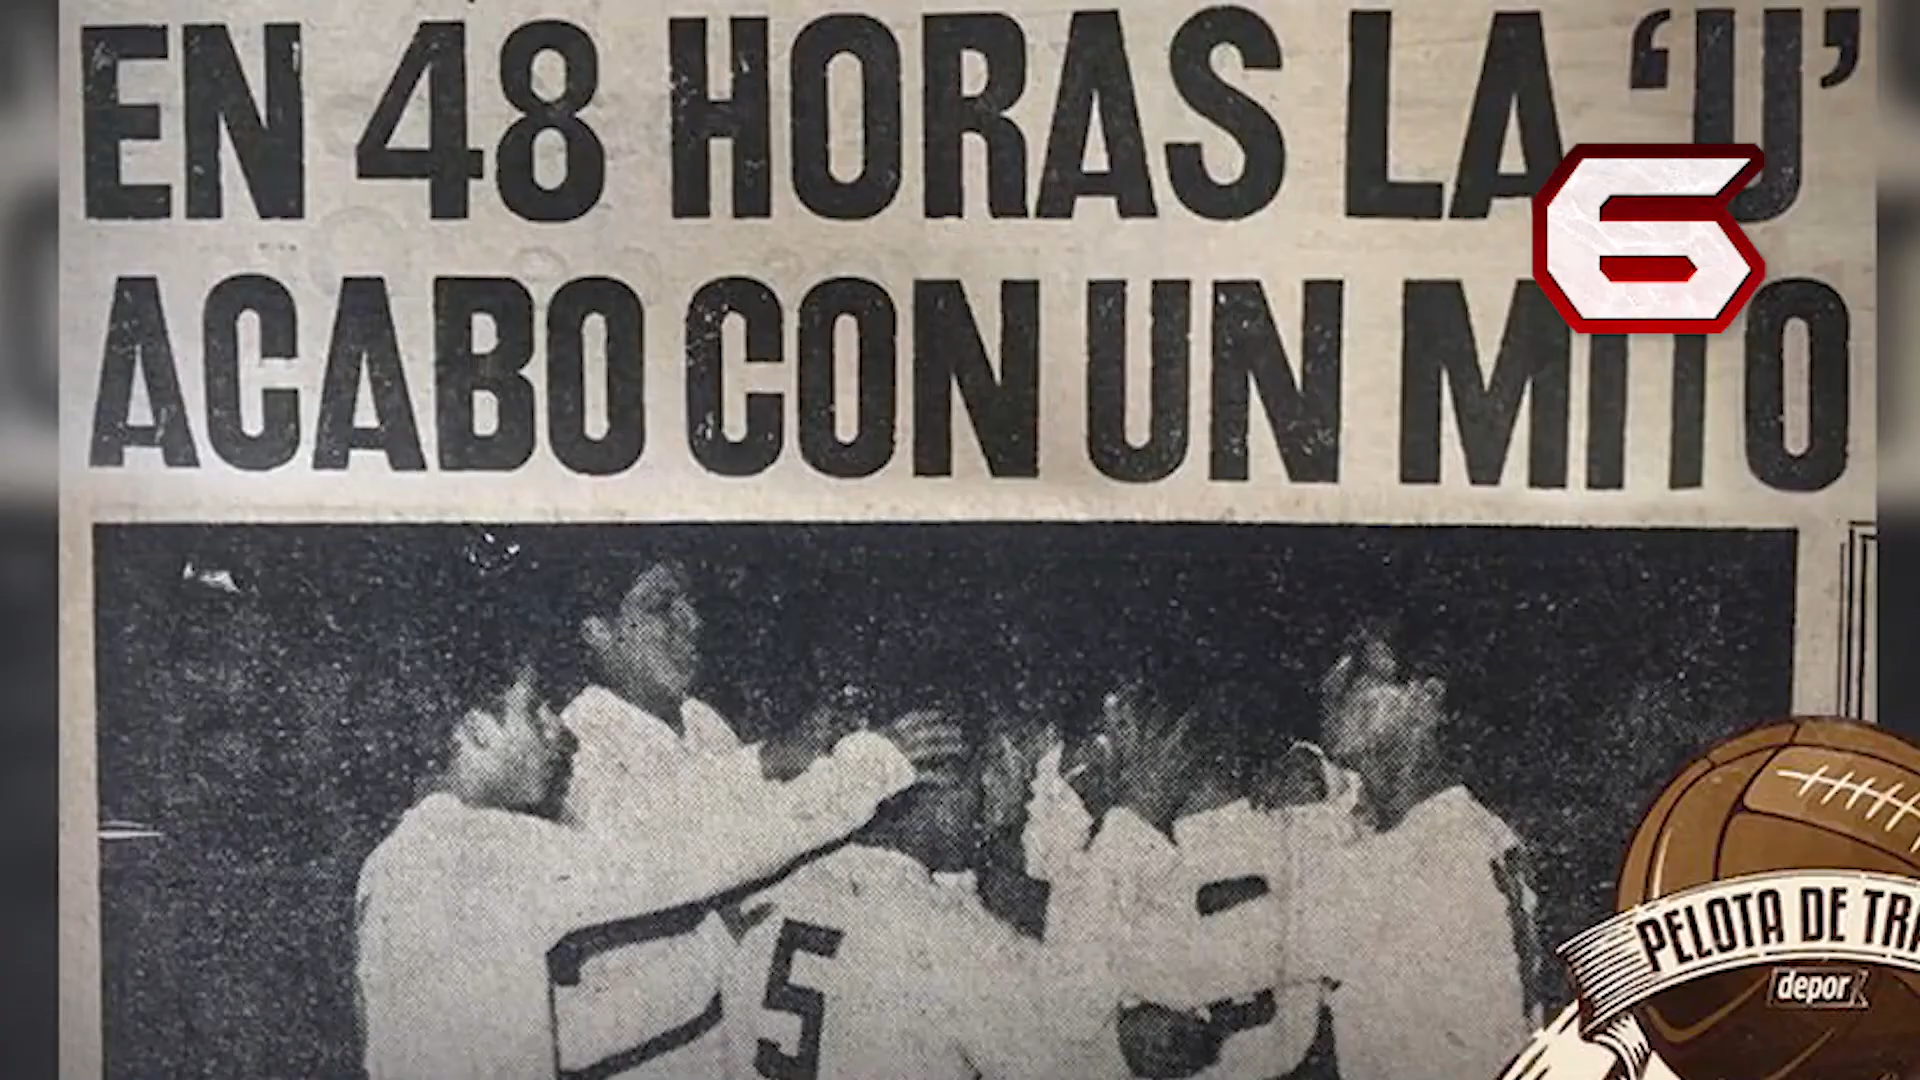 EN 48 HORAS LA ‘U’
6
ACABO CON UN MITO
5
PELOTA DE TRA
depor